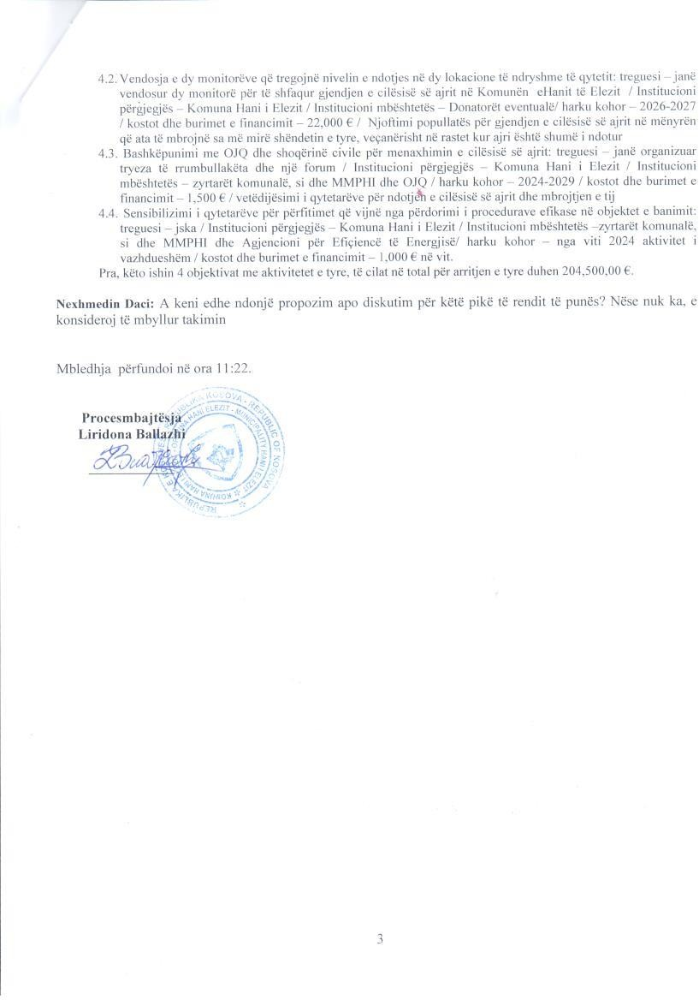 4.2. Vendosja e dy monitorëve që tregojnë nivelin e ndotjes në dy lokacione të ndryshme të qytetit: treguesi – janë
vendosur dy monitorë për të shfaqur gjendjen e cilësisë së ajrit në Komunën eHanit të Elezit / Institucioni
përgjegjës – Komuna Hani i Elezit / Institucioni mbështetës – Donatorët eventualë/ harku kohor – 2026-2027
/ kostot dhe burimet e financimit – 22,000 € / Njoftimi popullatës për gjendjen e cilësisë së ajrit në mënyrën
që ata të mbrojnë sa më mirë shëndetin e tyre, veçanërisht në rastet kur ajri është shumë i ndotur
4.3. Bashkëpunimi me OJQ dhe shoqërinë civile për menaxhimin e cilësisë së ajrit: treguesi – janë organizuar
tryeza të rrumbullakëta dhe një forum / Institucioni përgjegjës – Komuna Hani i Elezit / Institucioni
mbështetës – zyrtarët komunalë, si dhe MMPHI dhe OJQ / harku kohor – 2024-2029 / kostot dhe burimet e
financimit – 1,500 € / vetëdijësimi i qytetarëve për ndotjen e cilësisë së ajrit dhe mbrojtjen e tij
4.4. Sensibilizimi i qytetarëve për përfitimet që vijnë nga përdorimi i procedurave efikase në objektet e banimit:
treguesi – jska / Institucioni përgjegjës – Komuna Hani i Elezit / Institucioni mbështetës –zyrtarët komunalë,
si dhe MMPHI dhe Agjencioni për Efiçiencë të Energjisë/ harku kohor – nga viti 2024 aktivitet i
vazhdueshëm / kostot dhe burimet e financimit – 1,000 € në vit.
Pra, këto ishin 4 objektivat me aktivitetet e tyre, të cilat në total për arritjen e tyre duhen 204,500,00 €.
Nexhmedin Daci: A keni edhe ndonjë propozim apo diskutim për këtë pikë të rendit të punës? Nëse nuk ka, e
konsideroj të mbyllur takimin
Mbledhja përfundoi në ora 11:22.
Procesmbajtësja
Liridona Ballazhi
REPUBLIKA KOSOVA - REPUBLIC OF KOSOVA
HANI ELEZIT - MUNICIPALITY HANI ELEZIT
KOMUNA HANI
REPUBLIKA E
3